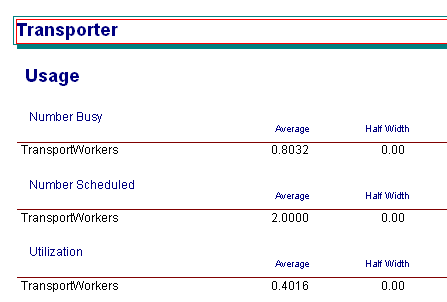 Transporter
Usage
Number Busy
Average Half Width
TransportWorkers 0.8032 0.00
Number Scheduled
Average Half Width
TransportWorkers 2.0000 0.00
Utilization
Average Half Width
TransportWorkers 0.4016 0.00